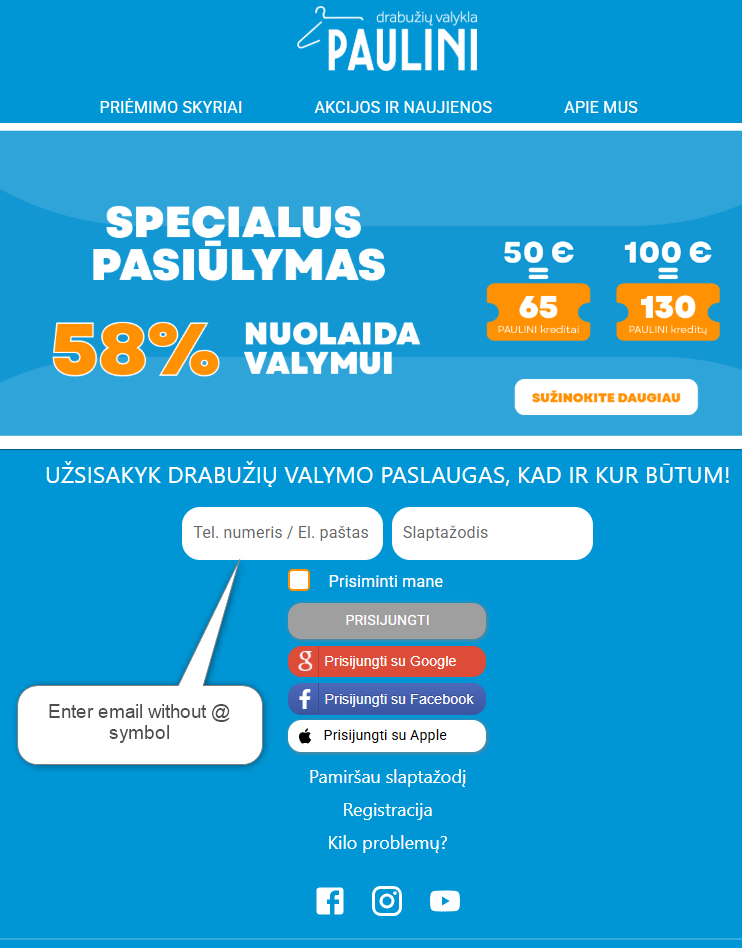 drabužių valykla
PAULINI
PRIĖMIMO SKYRIAI AKCIJOS IR NAUJIENOS APIE MUS
SPECIALUS
PASIŪLYMAS
58%
NUOLAIDA
VALYMUI
50 €
=
65
PAULINI kreditai
100 €
=
130
PAULINI kreditų
SUŽINOKITE DAUGIAU
UŽSISAKYK DRABUŽIŲ VALYMO PASLAUGAS, KAD IR KUR BŪTUM!
Tel. numeris / El. paštas
Slaptažodis
Prisiminti mane
PRISIJUNGTI
Prisijungti su Google
Prisijungti su Facebook
Prisijungti su Apple
Enter email without @
symbol
Pamiršau slaptažodį
Registracija
Kilo problemų?